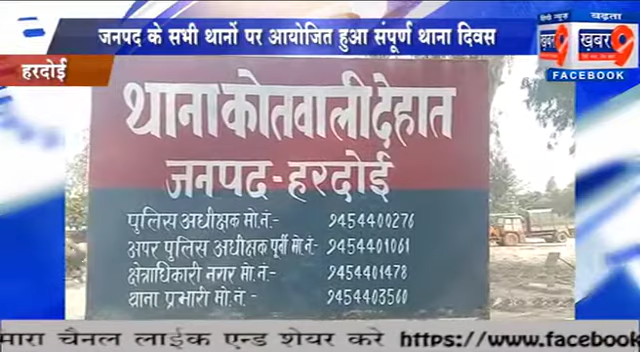 जनपद के सभी थानों पर आयोजित हुआ संपूर्ण थाना दिवस
हरदोई
हिंदी न्यूज
बढ़ता
खबर 9
खबर 9
FACEBOOK
थाना कोतवाली देहात
जनपद-हरदोई
पुलिस अधीक्षक मो.नं:- 9454400276
अपर पुलिस अधीक्षक पूर्वी मो.नं- 9454401061
क्षेत्राधिकारी नगर मो.नं:- 9454401478
थाना प्रभारी मो.नं:- 9454403560
मारा चैनल लाईक एन्ड शेयर करे https://www.facebook